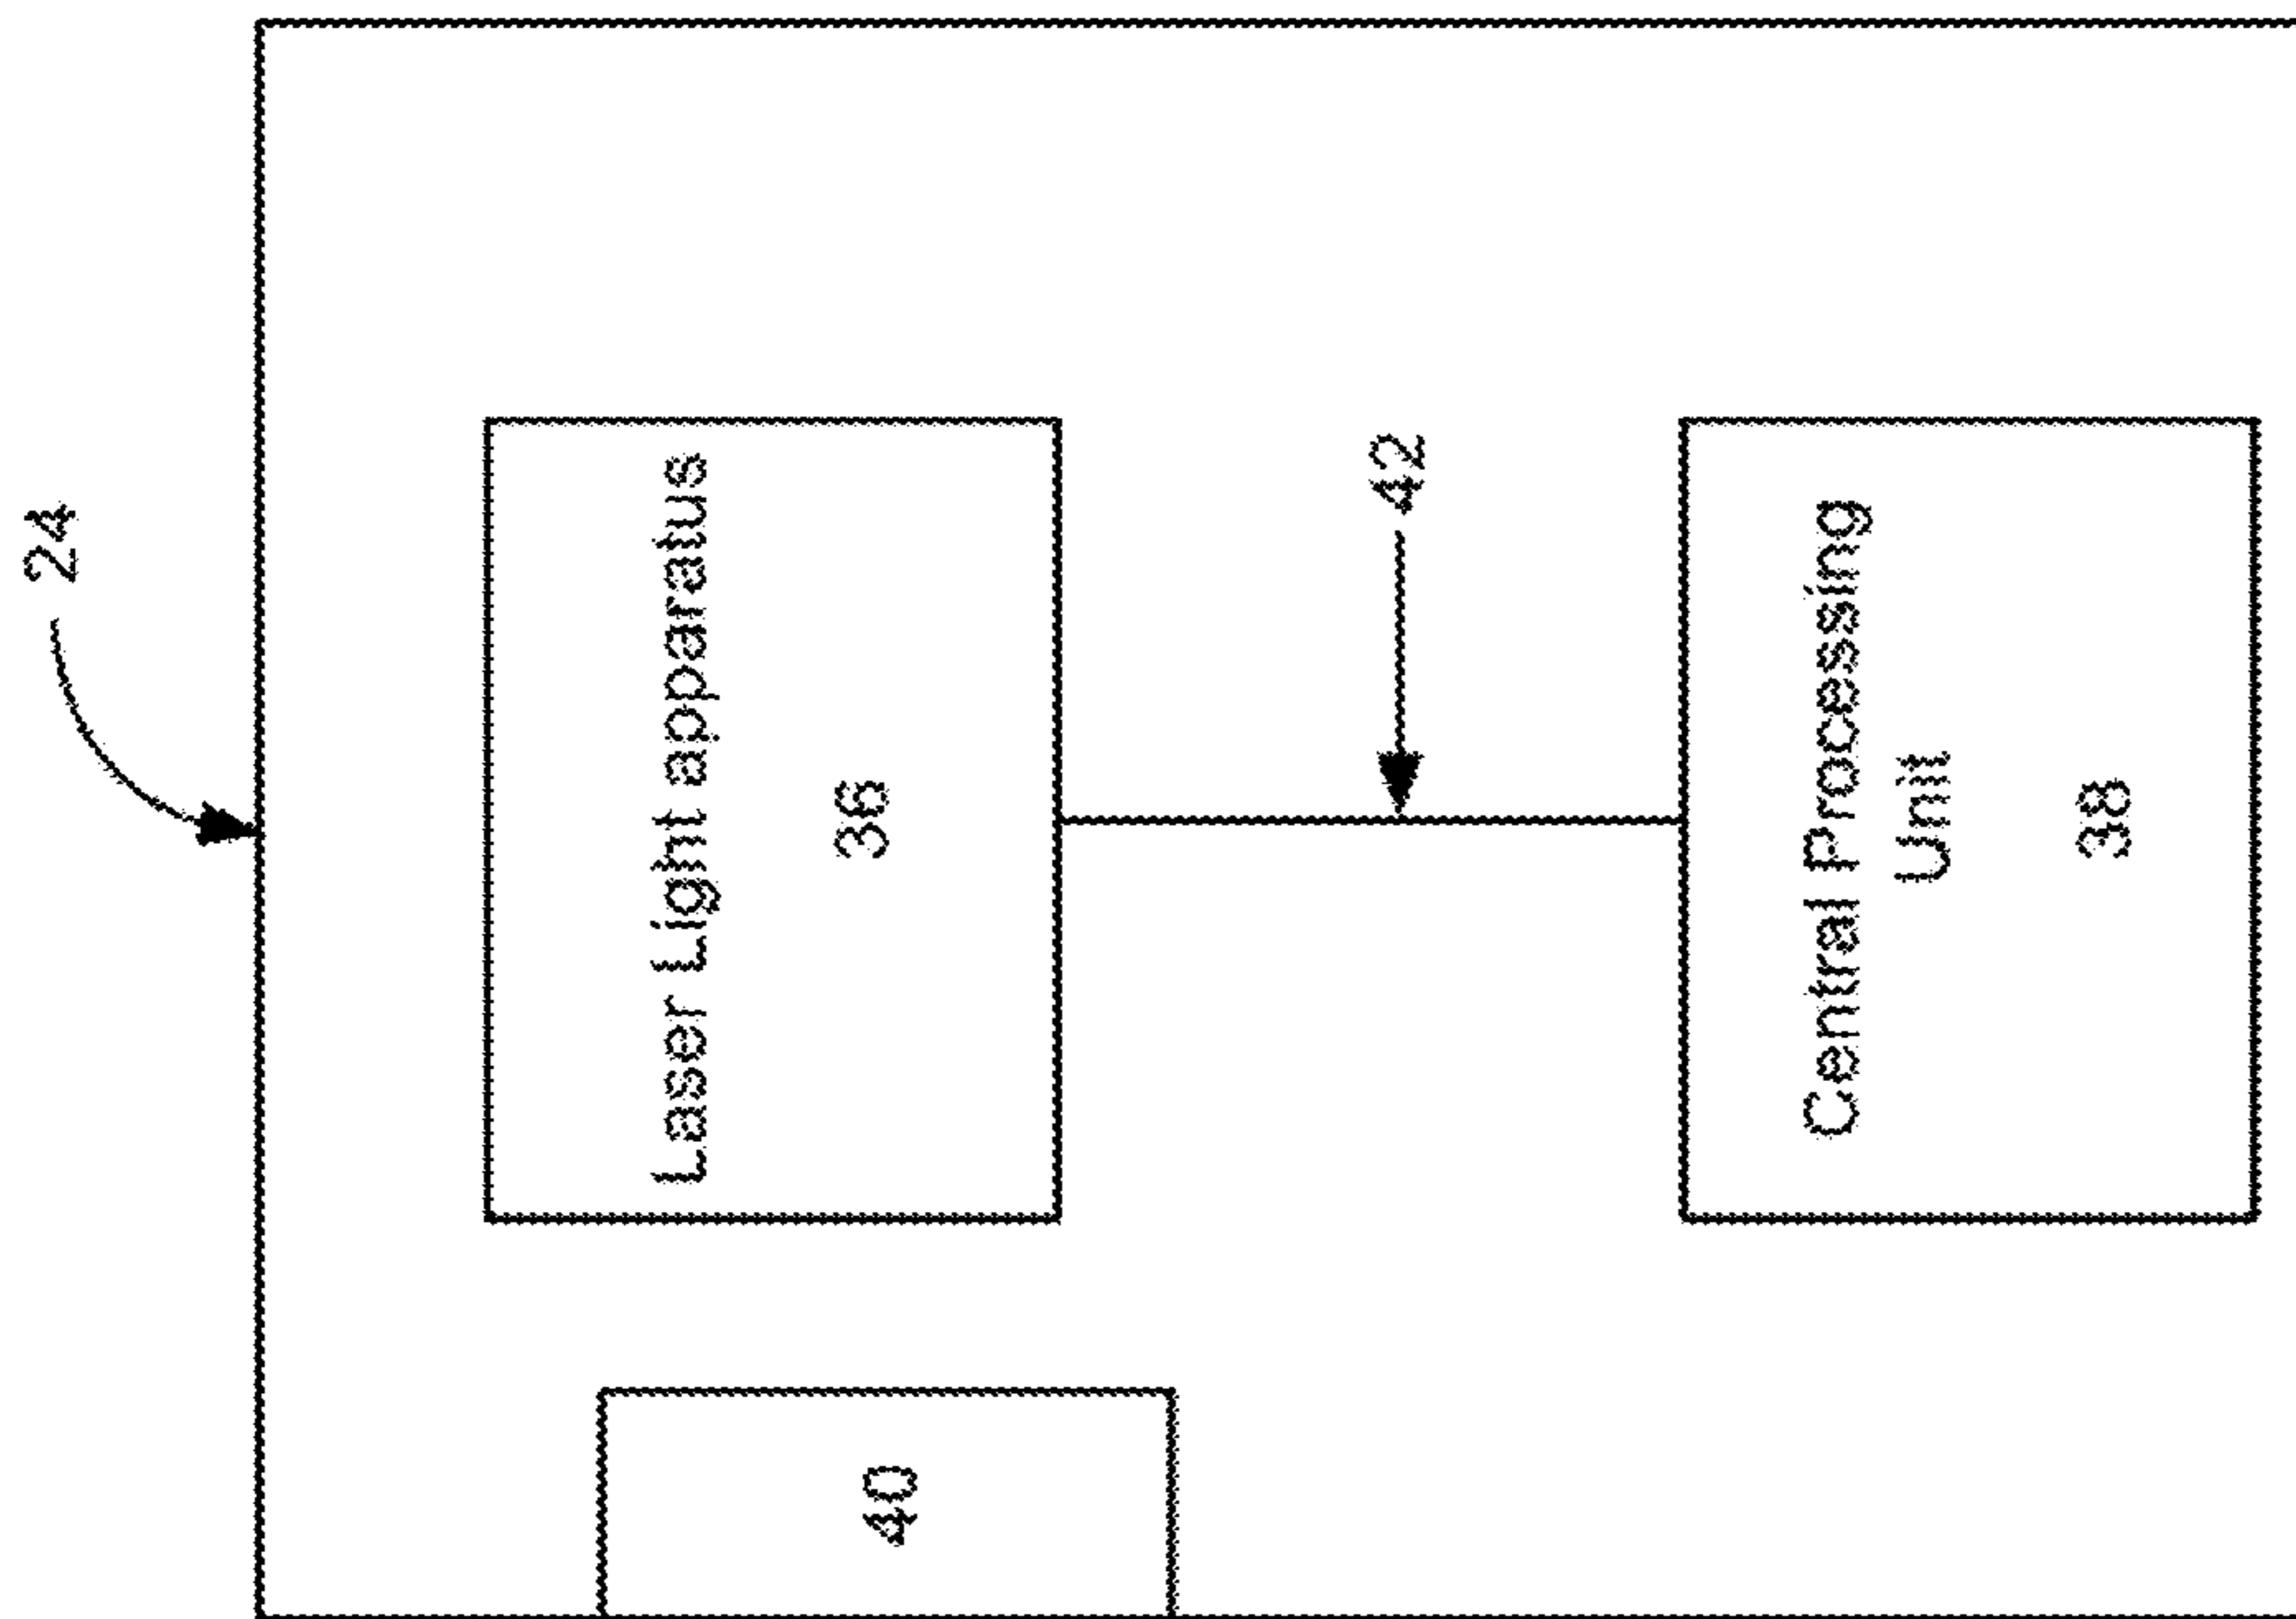 24
Laser Light apparatus
36
42
Central Processing
Unit
38
40